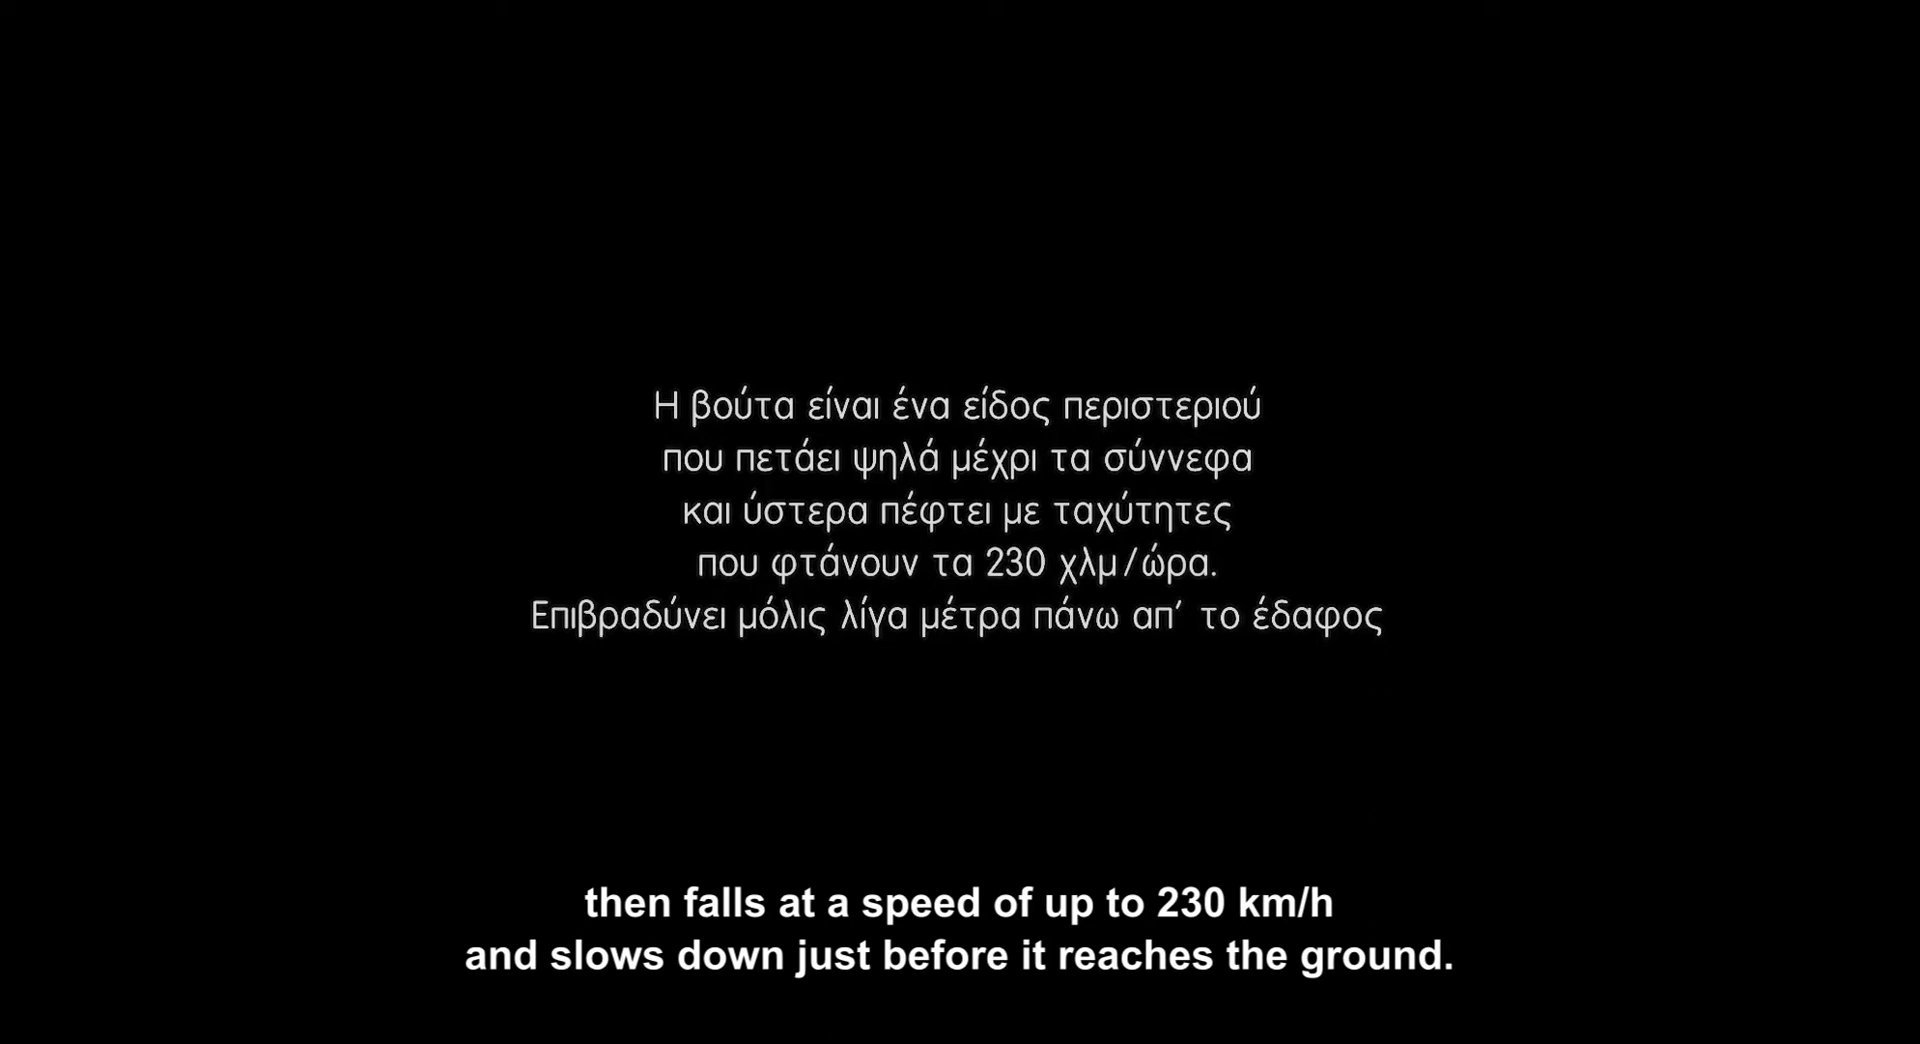 Η βούτα είναι ένα είδος περιστεριού
που πετάει ψηλά μέχρι τα σύννεφα
και ύστερα πέφτει με ταχύτητες
που φτάνουν τα 230 χλμ/ώρα.
Επιβραδύνει μόλις λίγα μέτρα πάνω απ’ το έδαφος
then falls at a speed of up to 230 km/h
and slows down just before it reaches the ground.